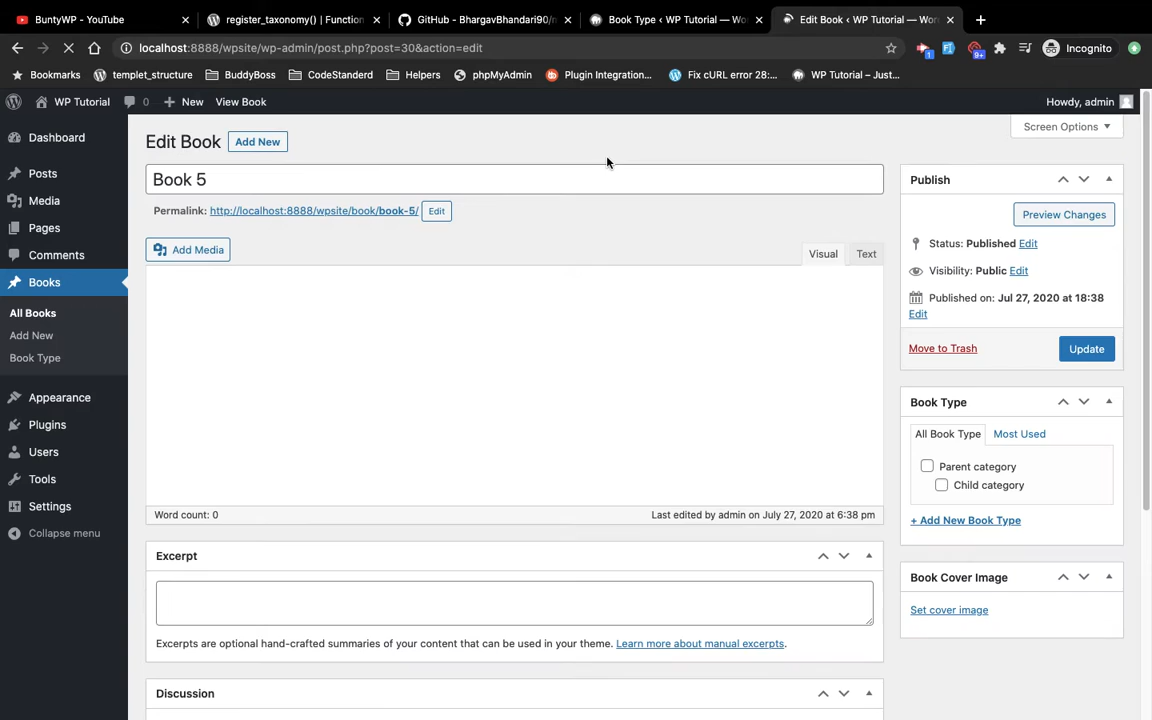 BuntyWP - YouTube
register_taxonomy() | Function
GitHub - BhargavBhandari90/
Book Type ‹ WP Tutorial — Wo
Edit Book ‹ WP Tutorial — Wor
localhost:8888/wpsite/wp-admin/post.php?post=30&action=edit
1
9+
Incognito
Bookmarks
templet_structure
BuddyBoss
CodeStanderd
Helpers
phpMyAdmin
Plugin Integration...
Fix cURL error 28:...
WP Tutorial – Just...
WP Tutorial
0
New
View Book
Howdy, admin
Screen Options
Dashboard
Posts
Media
Pages
Comments
Books
All Books
Add New
Book Type
Appearance
Plugins
Users
Tools
Settings
Collapse menu
Edit Book
Add New
Book 5
Permalink: http://localhost:8888/wpsite/book/book-5/ Edit
Add Media
Visual
Text
Word count: 0
Last edited by admin on July 27, 2020 at 6:38 pm
Excerpt
Excerpts are optional hand-crafted summaries of your content that can be used in your theme. Learn more about manual excerpts.
Discussion
Publish
Preview Changes
Status: Published Edit
Visibility: Public Edit
Published on: Jul 27, 2020 at 18:38
Edit
Move to Trash
Update
Book Type
All Book Type
Most Used
Parent category
Child category
+ Add New Book Type
Book Cover Image
Set cover image